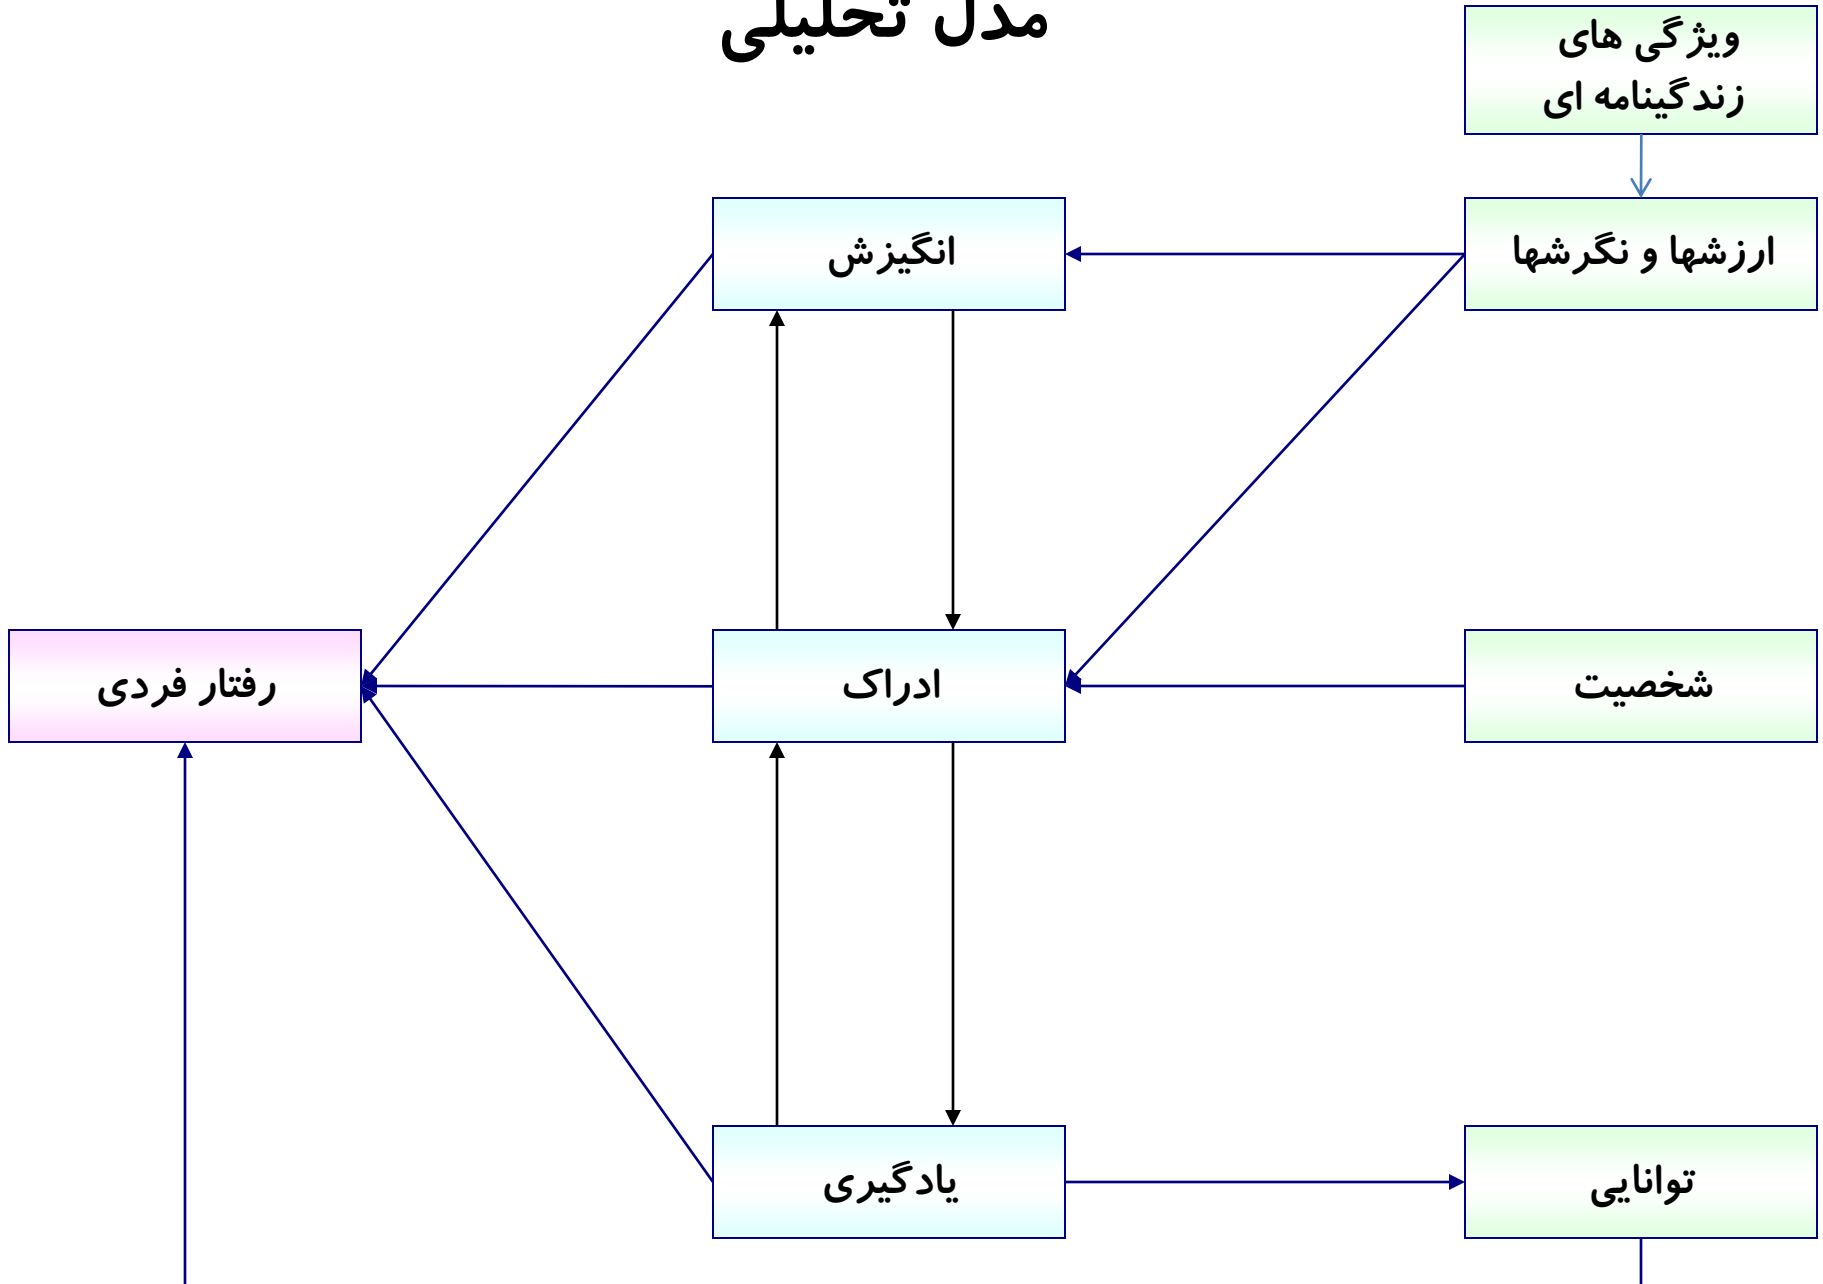 مدل تحلیلی
ویژگی های
زندگینامه ای
ارزشها و نگرشها
انگیزش
شخصیت
ادراک
رفتار فردی
توانایی
یادگیری